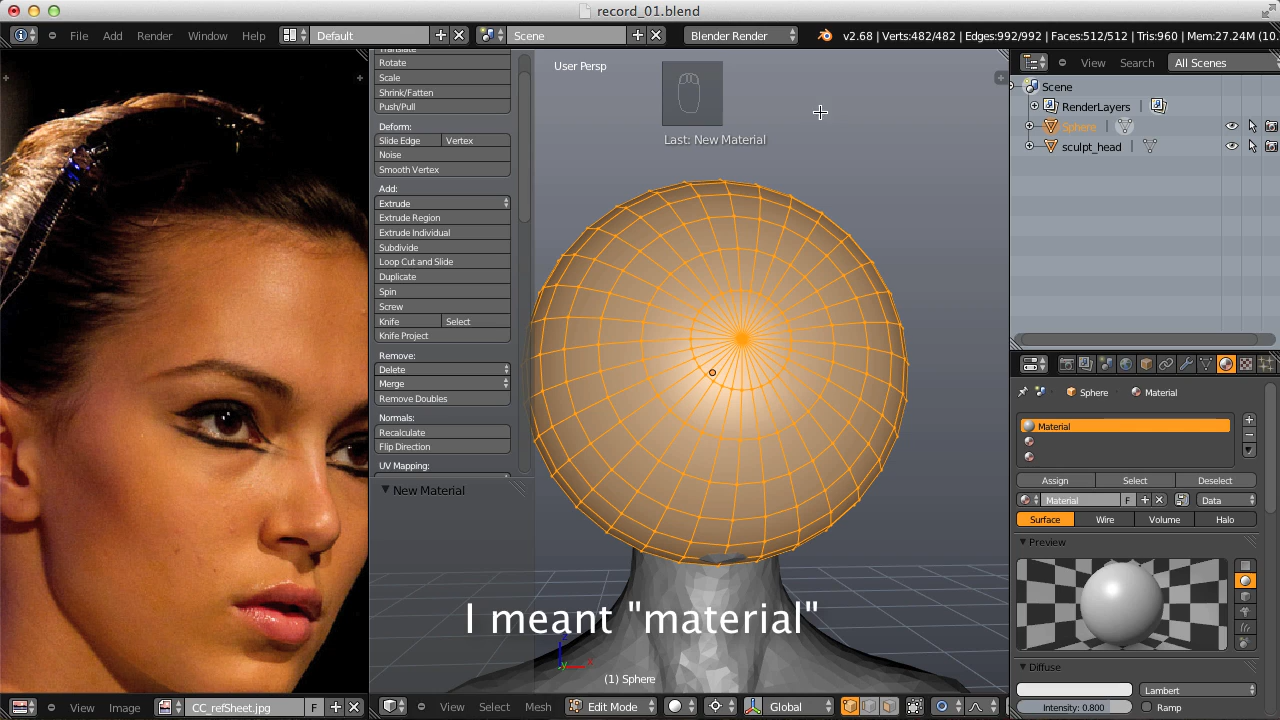 record_01.blend
File Add Render Window Help Default Scene Blender Render v2.68 | Verts:482/482 | Edges:992/992 | Faces:512/512 | Tris:960 | Mem:27.24M (10.
Translate
Rotate
Scale
Shrink/Fatten
Push/Pull
Deform:
Slide Edge Vertex
Noise
Smooth Vertex
Add:
Extrude
Extrude Region
Extrude Individual
Subdivide
Loop Cut and Slide
Duplicate
Spin
Screw
Knife Select
Knife Project
Remove:
Delete
Merge
Remove Doubles
Normals:
Recalculate
Flip Direction
UV Mapping:
New Material
User Persp
Last: New Material
I meant "material"
z
y x
(1) Sphere
View Search All Scenes
Scene
RenderLayers |
Sphere |
sculpt_head |
Sphere Material
Material
Assign Select Deselect
Material F Data
Surface Wire Volume Halo
Preview
Diffuse
Lambert
Intensity: 0.800 Ramp
View Image CC_refSheet.jpg F
View Select Mesh Edit Mode Global